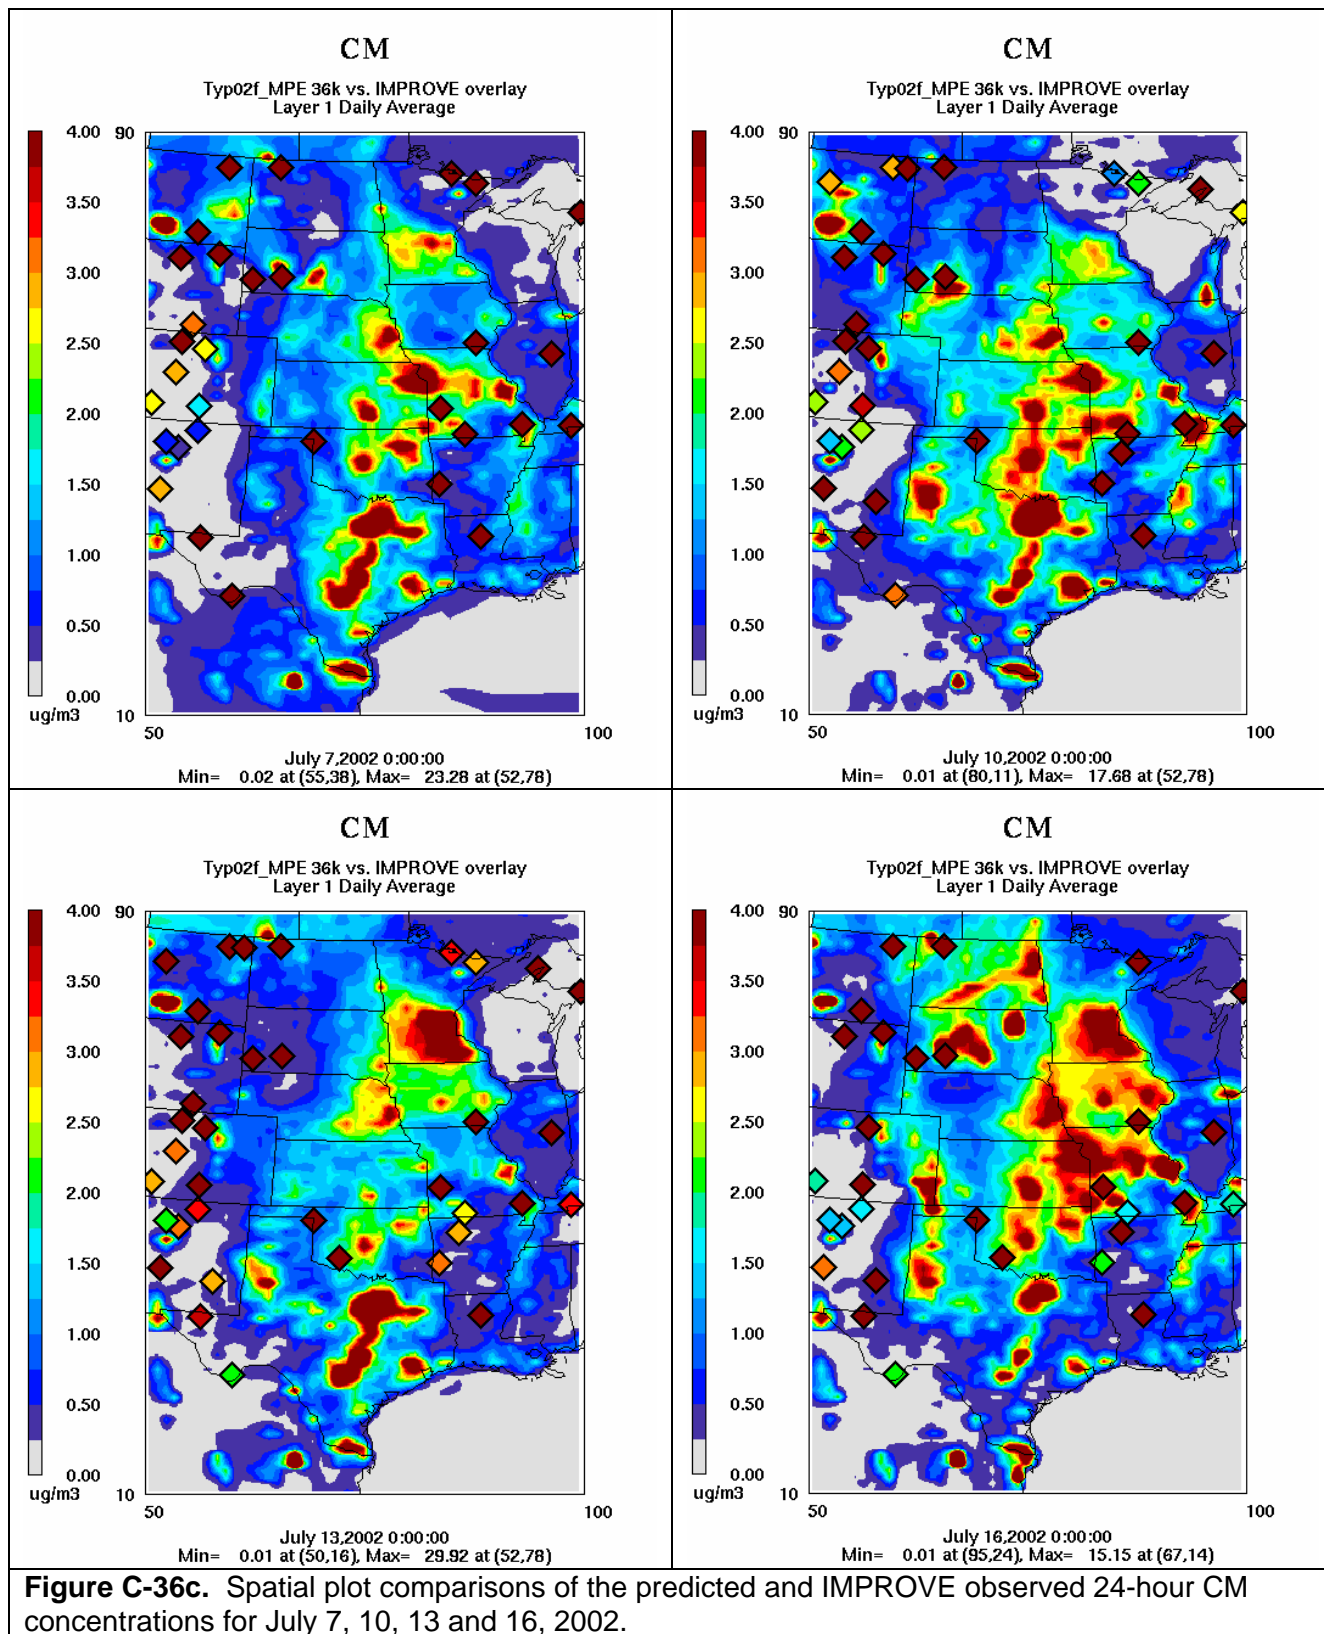 CM
Typ02f_MPE 36k vs. IMPROVE overlay
Layer 1 Daily Average
4.00
3.50
3.00
2.50
2.00
1.50
1.00
0.50
0.00
ug/m3
90
10
50
100
July 7,2002 0:00:00
Min= 0.02 at (55,38), Max= 23.28 at (52,78)
CM
Typ02f_MPE 36k vs. IMPROVE overlay
Layer 1 Daily Average
4.00
3.50
3.00
2.50
2.00
1.50
1.00
0.50
0.00
ug/m3
90
10
50
100
July 10,2002 0:00:00
Min= 0.01 at (80,11), Max= 17.68 at (52,78)
CM
Typ02f_MPE 36k vs. IMPROVE overlay
Layer 1 Daily Average
4.00
3.50
3.00
2.50
2.00
1.50
1.00
0.50
0.00
ug/m3
90
10
50
100
July 13,2002 0:00:00
Min= 0.01 at (50,16), Max= 29.92 at (52,78)
CM
Typ02f_MPE 36k vs. IMPROVE overlay
Layer 1 Daily Average
4.00
3.50
3.00
2.50
2.00
1.50
1.00
0.50
0.00
ug/m3
90
10
50
100
July 16,2002 0:00:00
Min= 0.01 at (95,24), Max= 15.15 at (67,14)
Figure C-36c. Spatial plot comparisons of the predicted and IMPROVE observed 24-hour CM
concentrations for July 7, 10, 13 and 16, 2002.